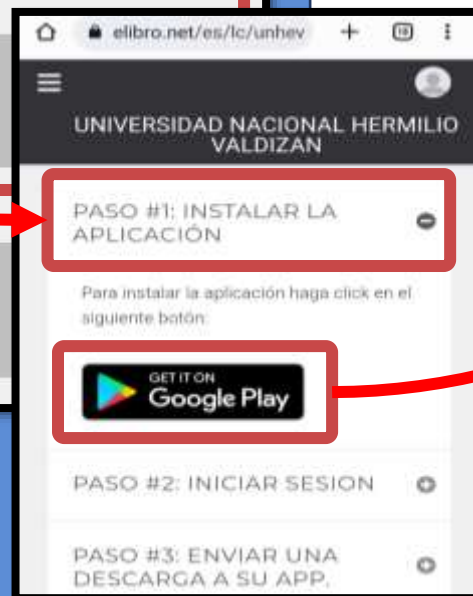 elibro.net/es/lc/unhev
UNIVERSIDAD NACIONAL HERMILIO
VALDIZAN
PASO #1: INSTALAR LA
APLICACIÓN
Para instalar la aplicación haga click en el
siguiente botón:
GET IT ON
Google Play
PASO #2: INICIAR SESION
PASO #3: ENVIAR UNA
DESCARGA A SU APP.